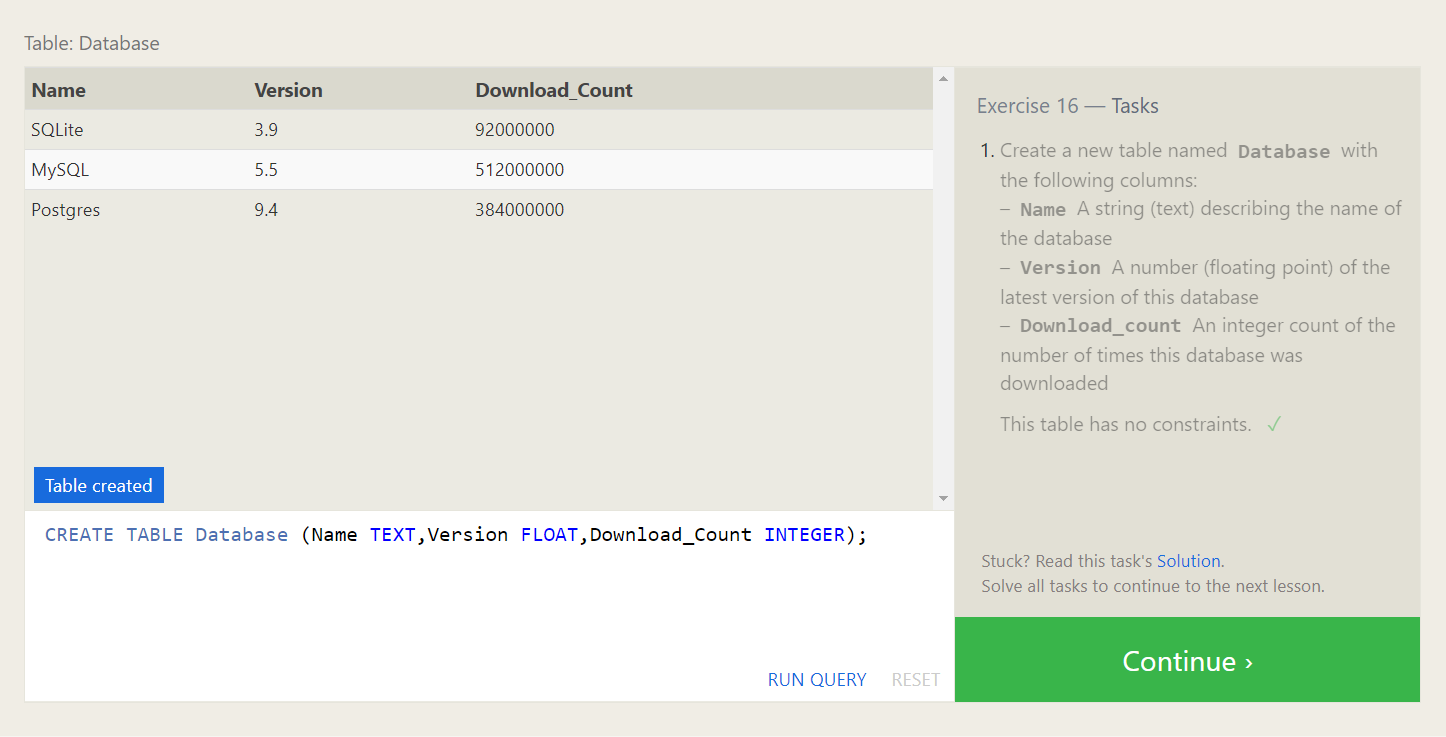 Table: Database
Name Version Download_Count
SQLite 3.9 92000000
MySQL 5.5 512000000
Postgres 9.4 384000000
Table created
CREATE TABLE Database (Name TEXT,Version FLOAT,Download_Count INTEGER);
RUN QUERY RESET
Exercise 16 — Tasks
1. Create a new table named Database with
the following columns:
– Name A string (text) describing the name of
the database
– Version A number (floating point) of the
latest version of this database
– Download_count An integer count of the
number of times this database was
downloaded
This table has no constraints. ✓
Stuck? Read this task's Solution.
Solve all tasks to continue to the next lesson.
Continue ›